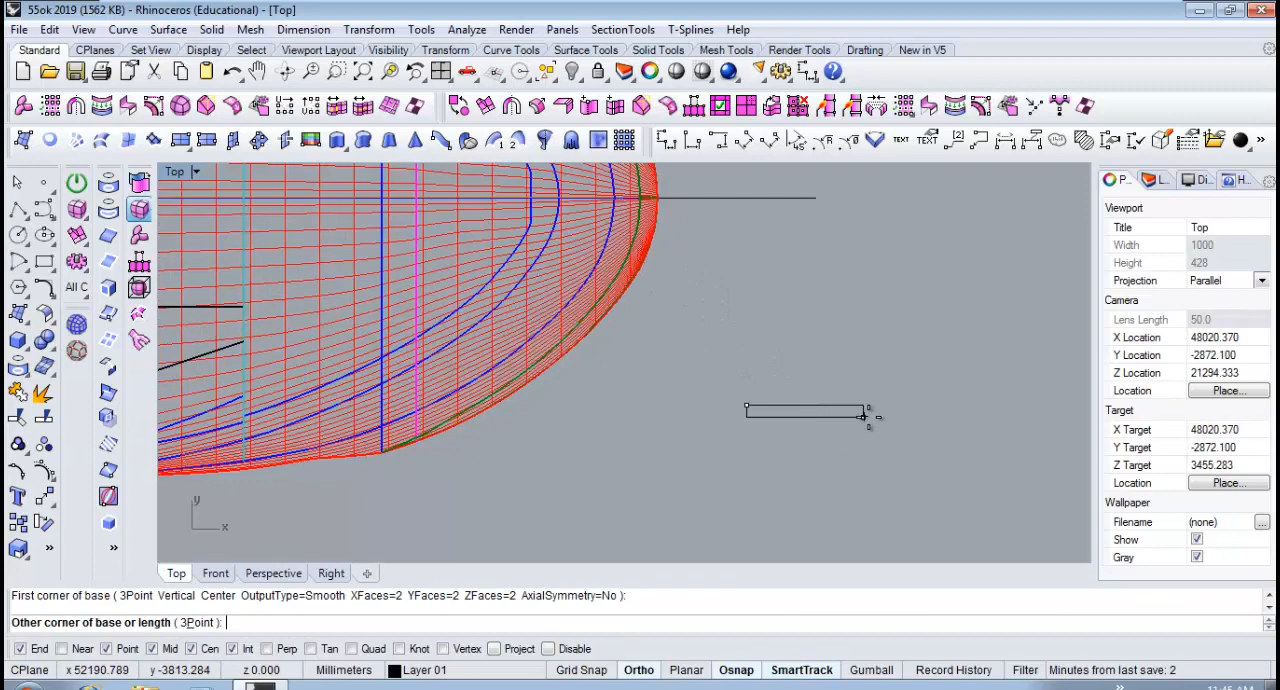 55ok 2019 (1562 KB) - Rhinoceros (Educational) - [Top]
File Edit View Curve Surface Solid Mesh Dimension Transform Tools Analyze Render Panels SectionTools T-Splines Help
Standard CPlanes Set View Display Select Viewport Layout Visibility Transform Curve Tools Surface Tools Solid Tools Mesh Tools Render Tools Drafting New in V5
TEXT TEXT
Top
P... L... Di... H...
Viewport
Title Top
Width 1000
Height 428
Projection Parallel
Camera
Lens Length 50.0
X Location 48020.370
Y Location -2872.100
Z Location 21294.333
Location Place...
Target
X Target 48020.370
Y Target -2872.100
Z Target 3455.283
Location Place...
Wallpaper
Filename (none) ...
Show
Gray
All C
y
x
Top Front Perspective Right
First corner of base ( 3Point Vertical Center OutputType=Smooth XFaces=2 YFaces=2 ZFaces=2 AxialSymmetry=No ):
Other corner of base or length ( 3Point ):
End Near Point Mid Cen Int Perp Tan Quad Knot Vertex Project Disable
CPlane x 52190.789 y -3813.284 z 0.000 Millimeters Layer 01 Grid Snap Ortho Planar Osnap SmartTrack Gumball Record History Filter Minutes from last save: 2